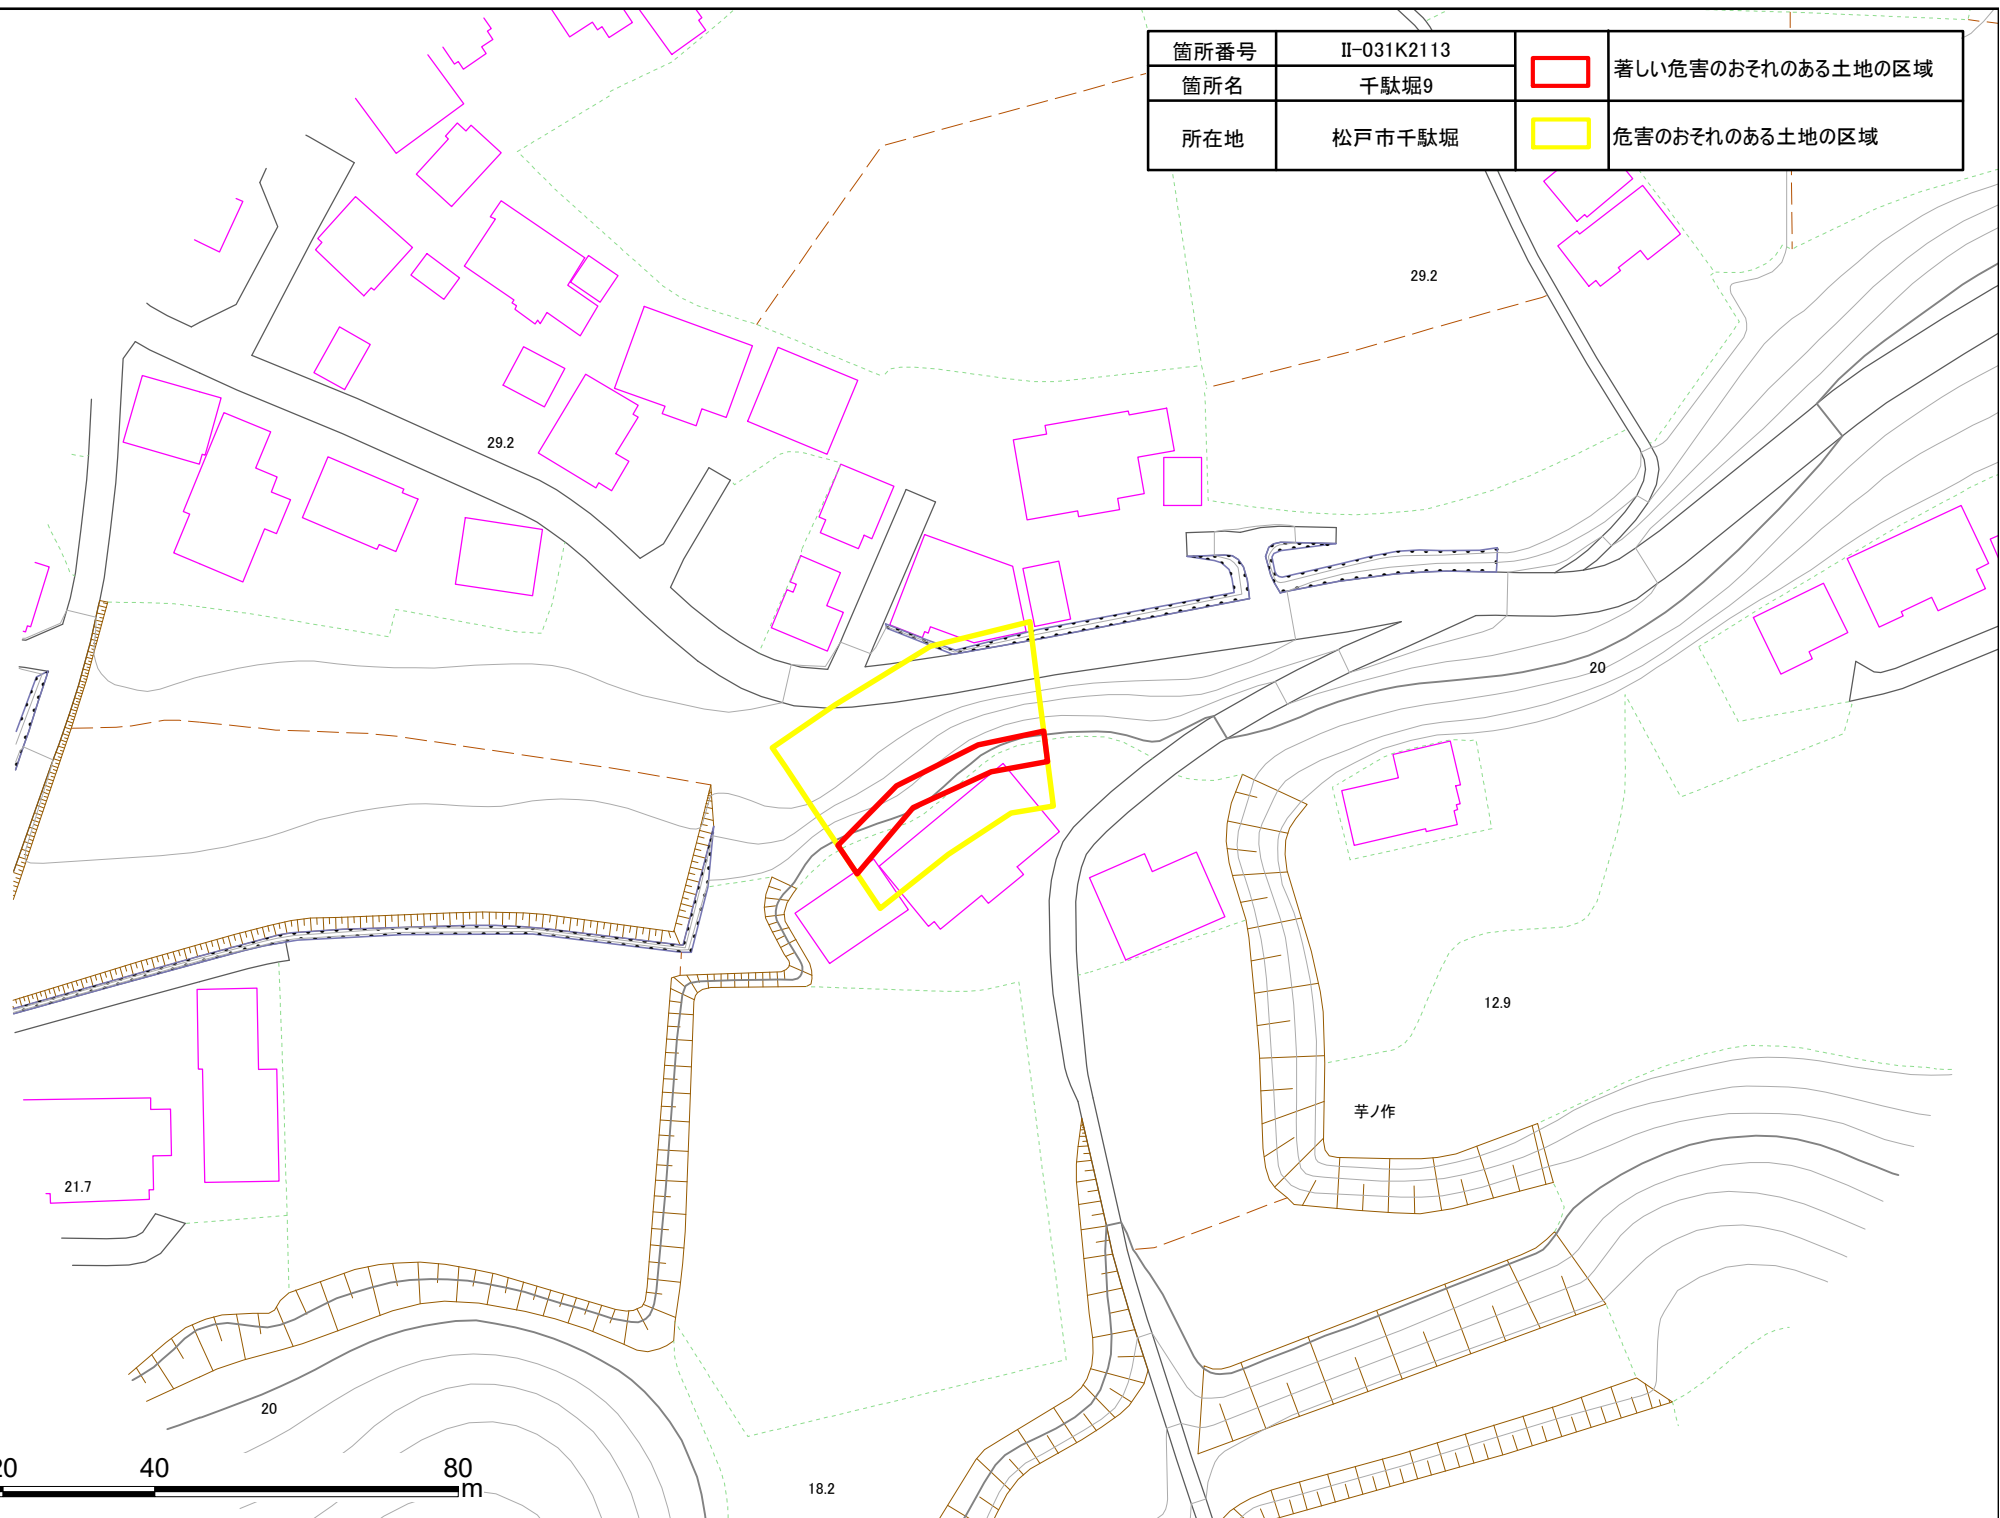 箇所番号 II-031K2113
著しい危害のおそれのある土地の区域
箇所名 千駄堀9
所在地 松戸市千駄堀
危害のおそれのある土地の区域
29.2
29.2
20
12.9
芋ノ作
21.7
20
18.2
20 40 80
m